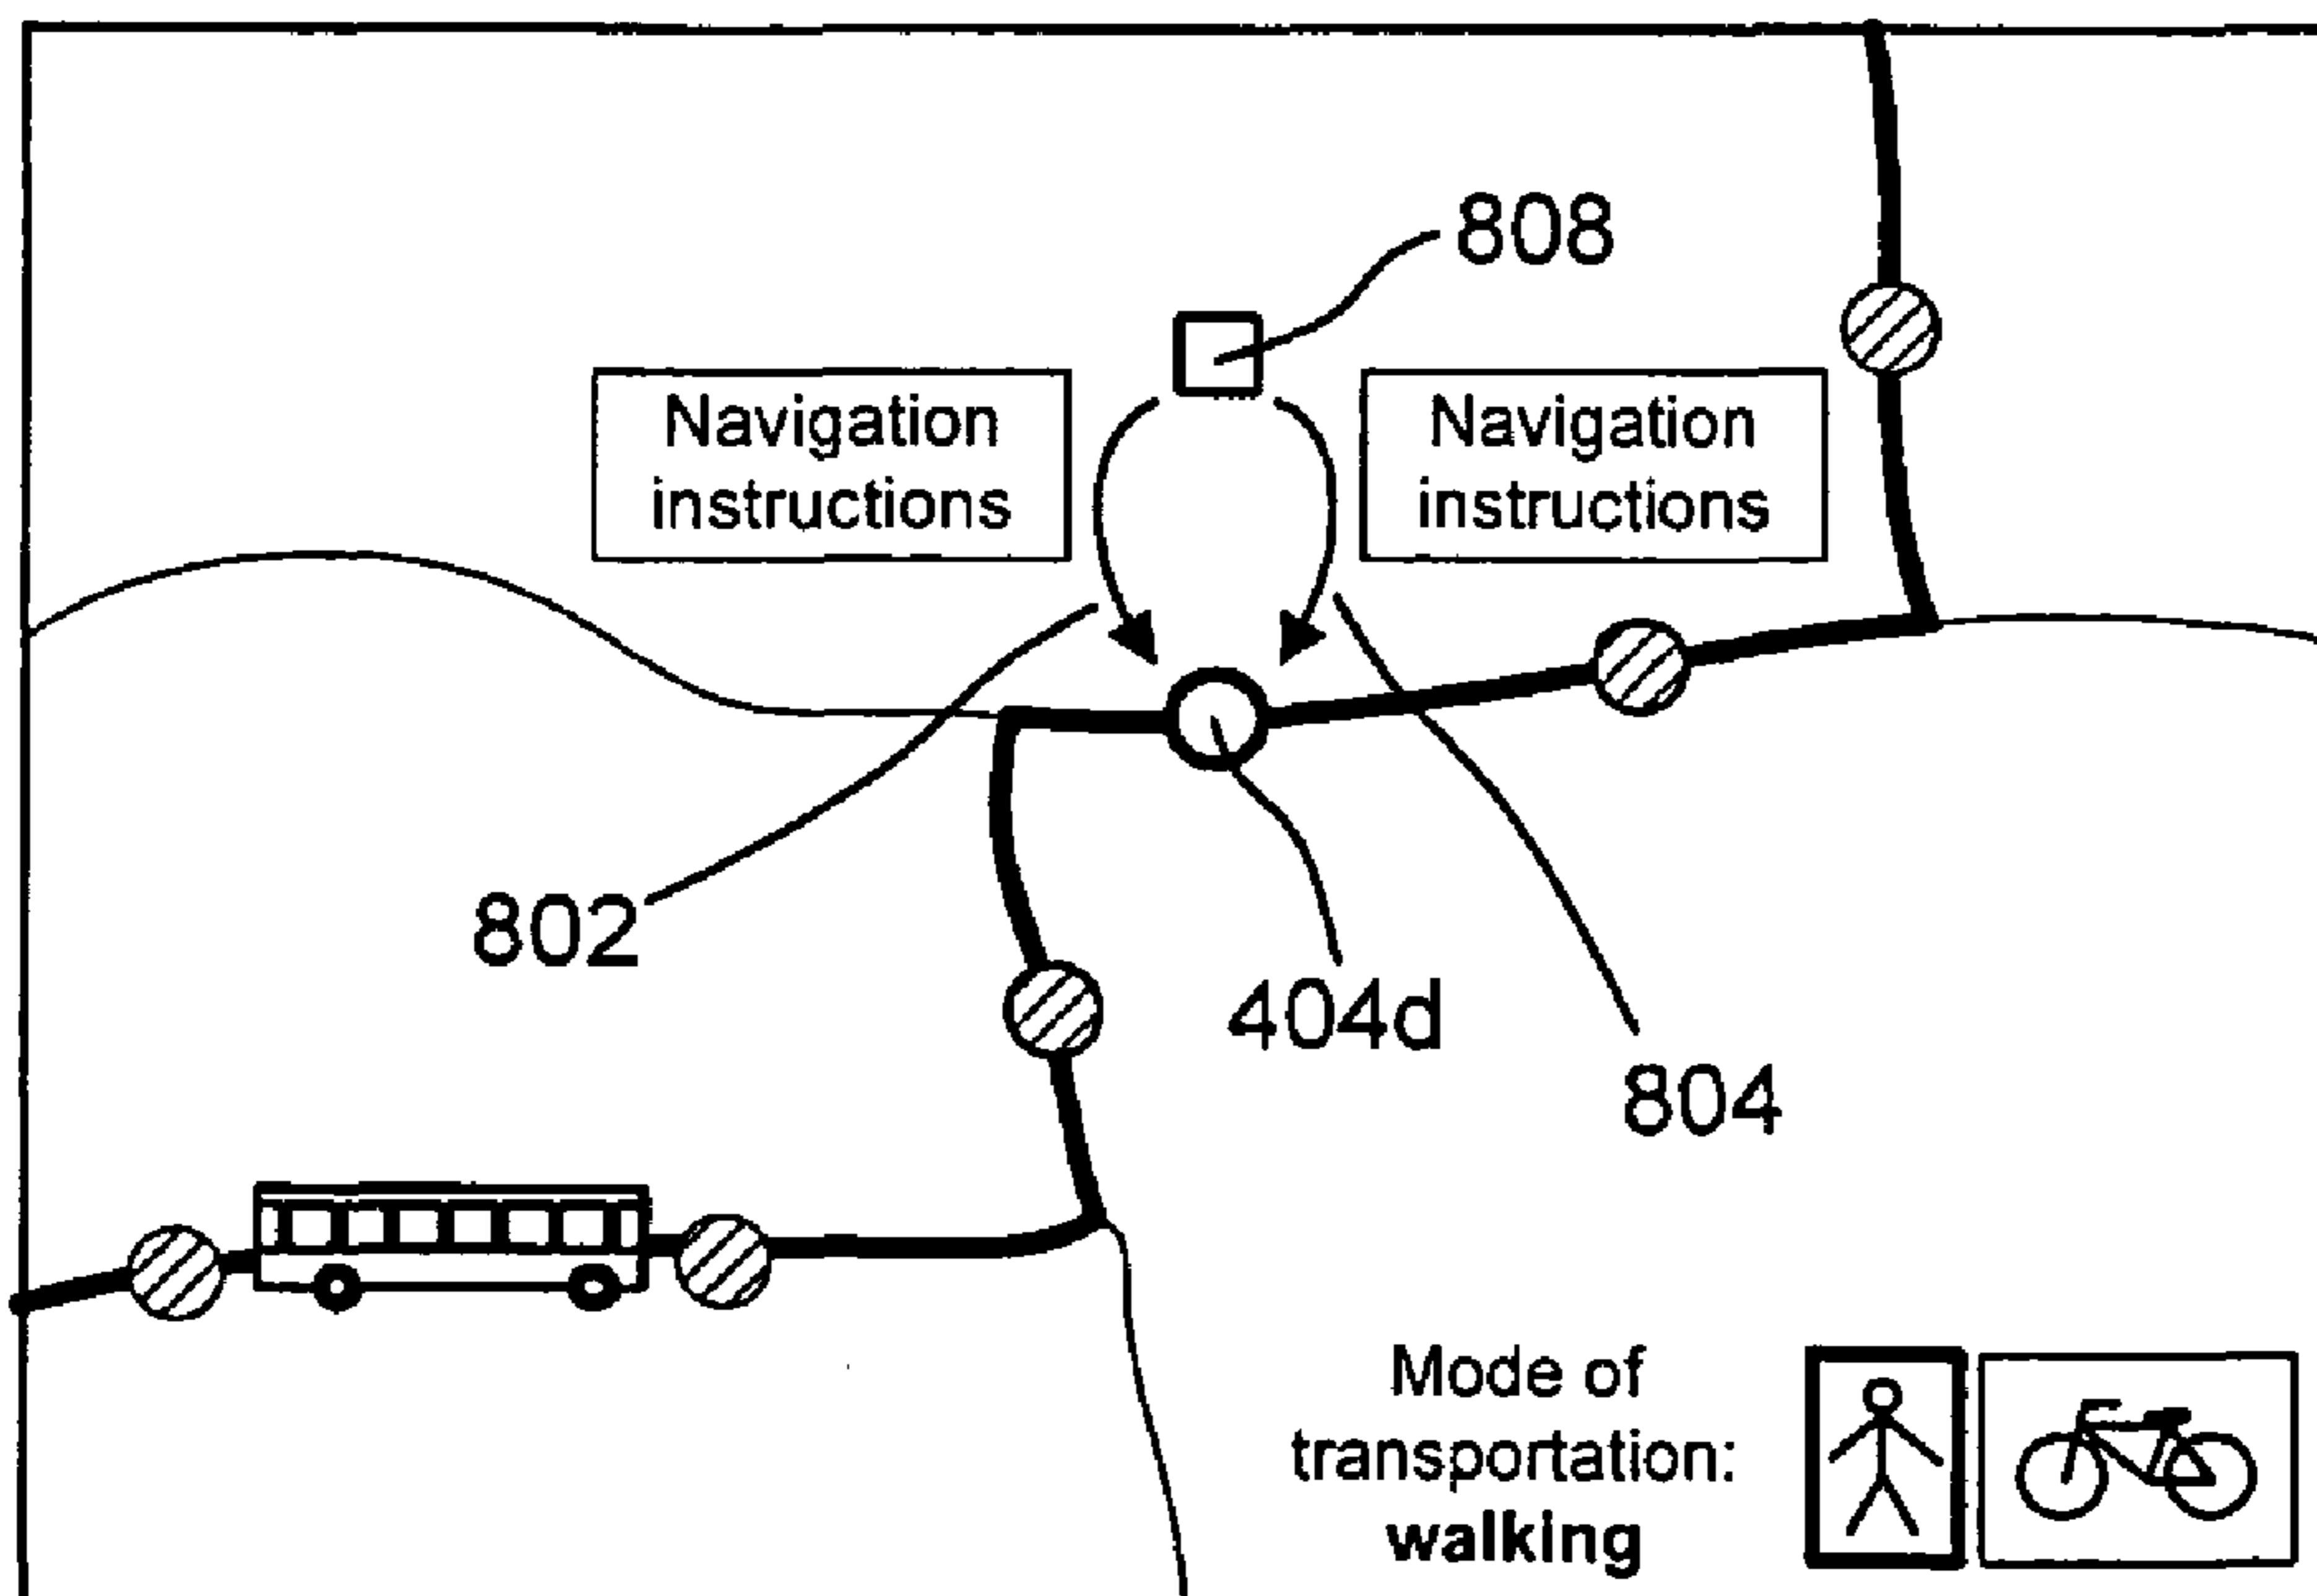 808
Navigation
instructions
Navigation
instructions
802
404d
804
Mode of
transportation:
walking